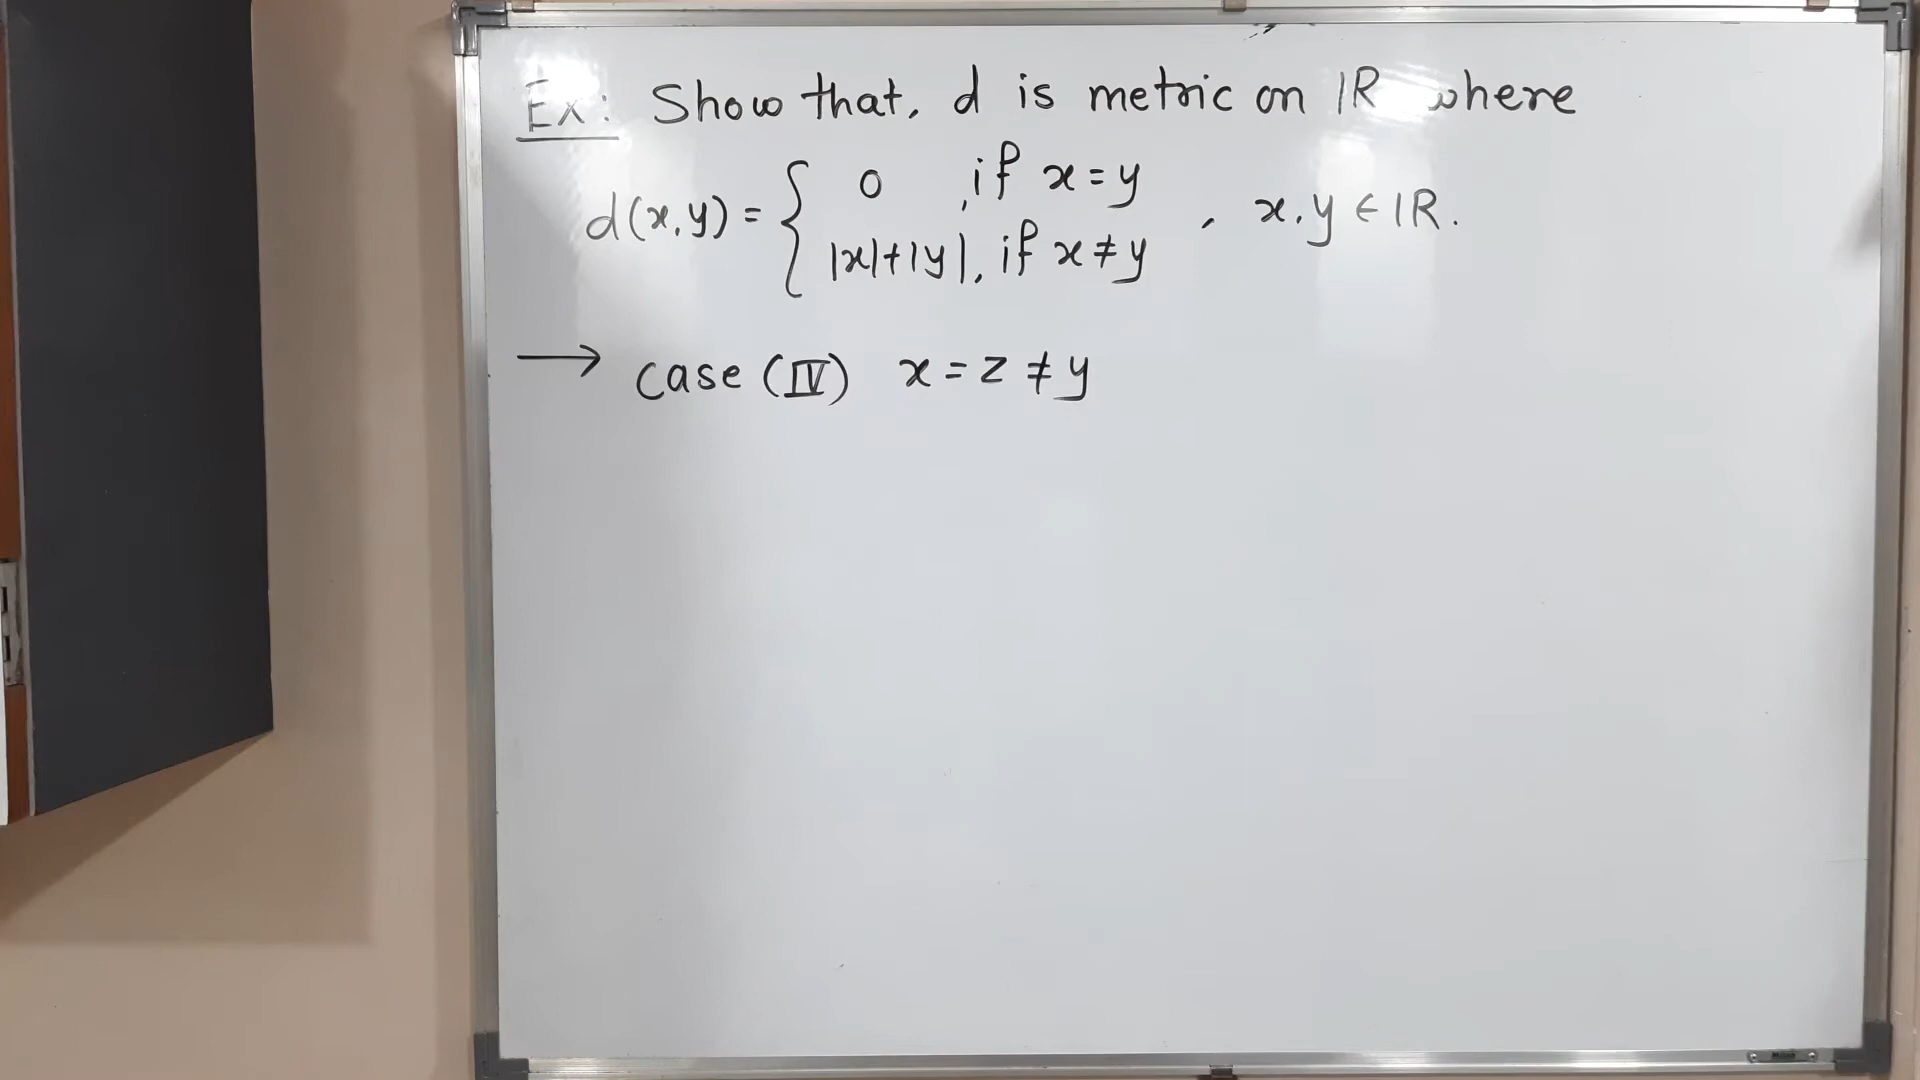 Ex: Show that, d is metric on IR where
d(x,y) = { 0 , if x = y
|x|+|y|, if x ≠ y , x,y ∈ IR.
→ case (IV) x = z ≠ y